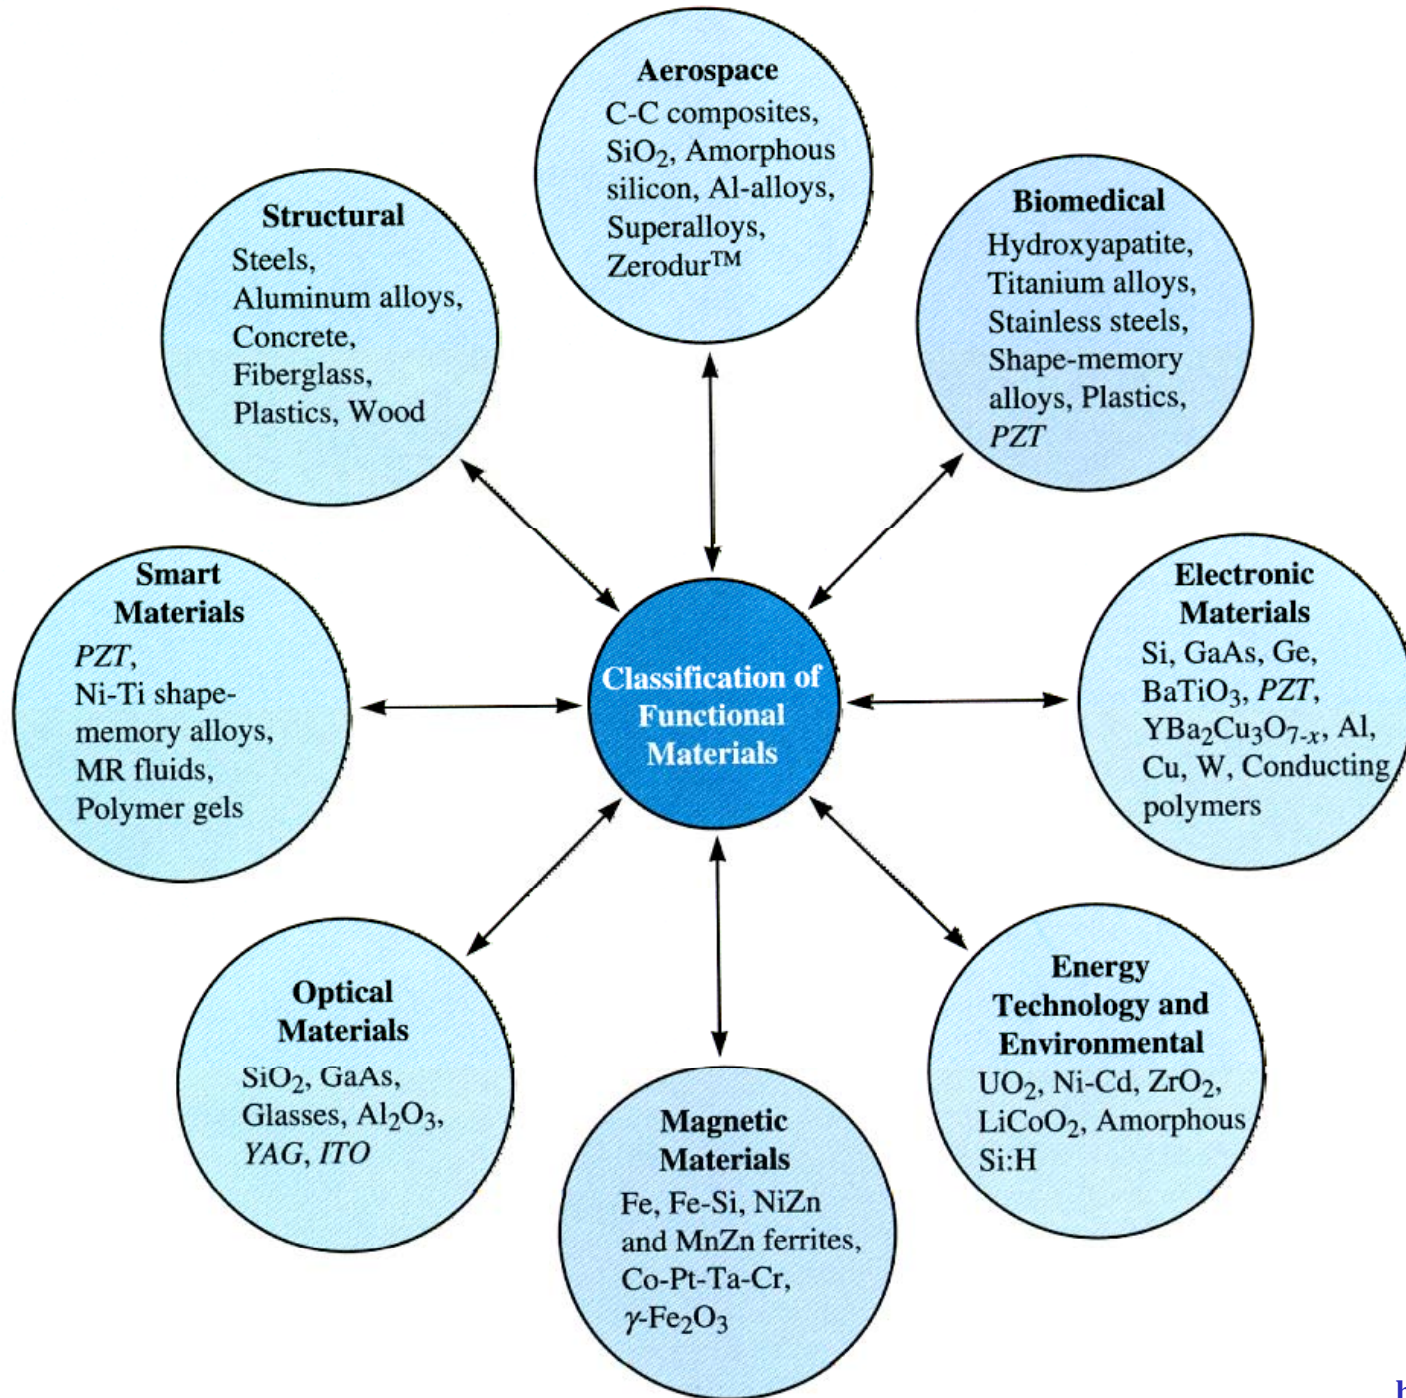 Aerospace
C-C composites,
SiO₂, Amorphous
silicon, Al-alloys,
Superalloys,
Zerodur™
Structural
Steels,
Aluminum alloys,
Concrete,
Fiberglass,
Plastics, Wood
Biomedical
Hydroxyapatite,
Titanium alloys,
Stainless steels,
Shape-memory
alloys, Plastics,
PZT
Smart
Materials
PZT,
Ni-Ti shape-
memory alloys,
MR fluids,
Polymer gels
Classification of
Functional
Materials
Electronic
Materials
Si, GaAs, Ge,
BaTiO₃, PZT,
YBa₂Cu₃O₇₋ₓ, Al,
Cu, W, Conducting
polymers
Optical
Materials
SiO₂, GaAs,
Glasses, Al₂O₃,
YAG, ITO
Magnetic
Materials
Fe, Fe-Si, NiZn
and MnZn ferrites,
Co-Pt-Ta-Cr,
γ-Fe₂O₃
Energy
Technology and
Environmental
UO₂, Ni-Cd, ZrO₂,
LiCoO₂, Amorphous
Si:H